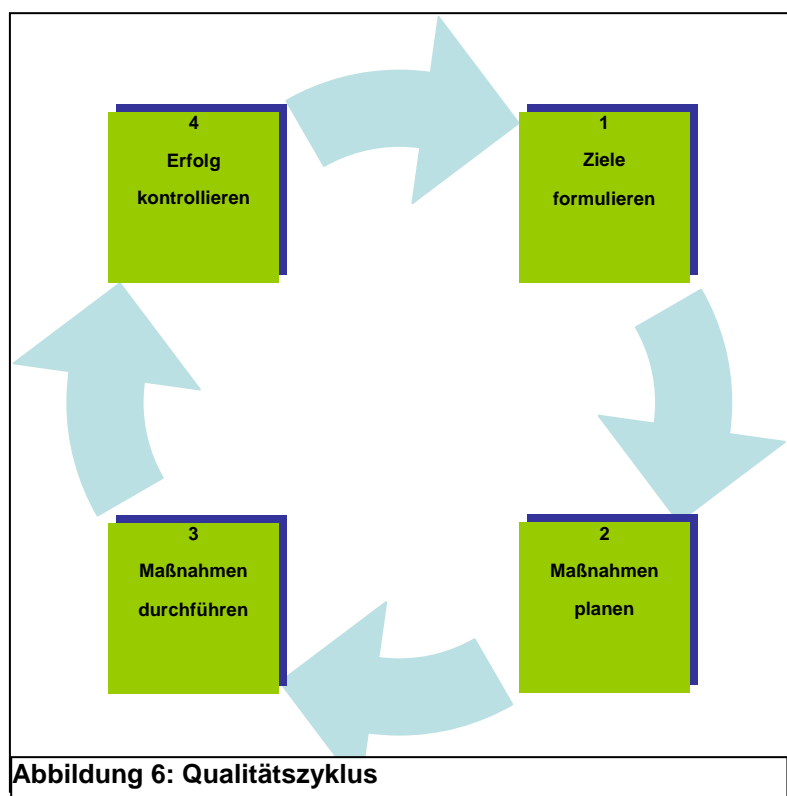 4
Erfolg
kontrollieren
1
Ziele
formulieren
3
Maßnahmen
durchführen
2
Maßnahmen
planen
Abbildung 6: Qualitätszyklus